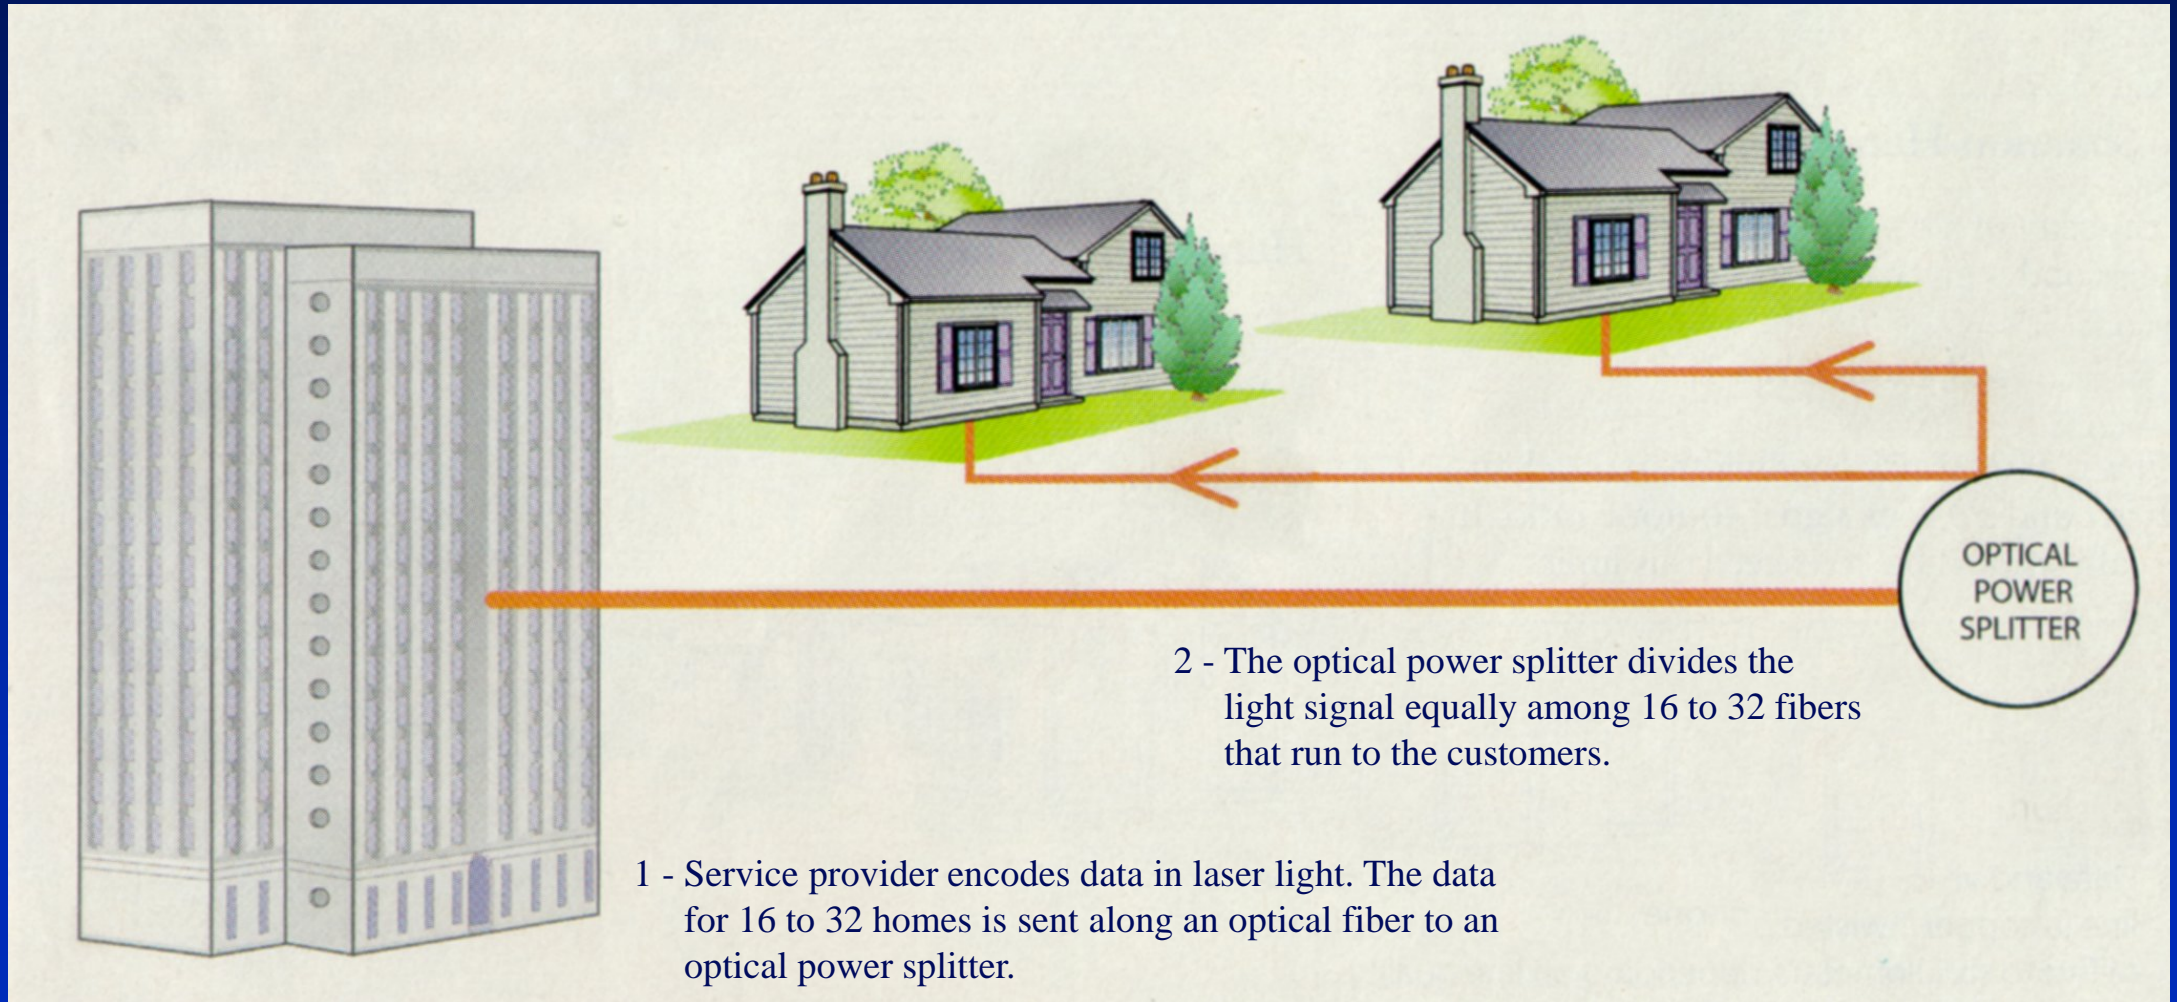 OPTICAL
POWER
SPLITTER
2 - The optical power splitter divides the
light signal equally among 16 to 32 fibers
that run to the customers.
1 - Service provider encodes data in laser light. The data
for 16 to 32 homes is sent along an optical fiber to an
optical power splitter.